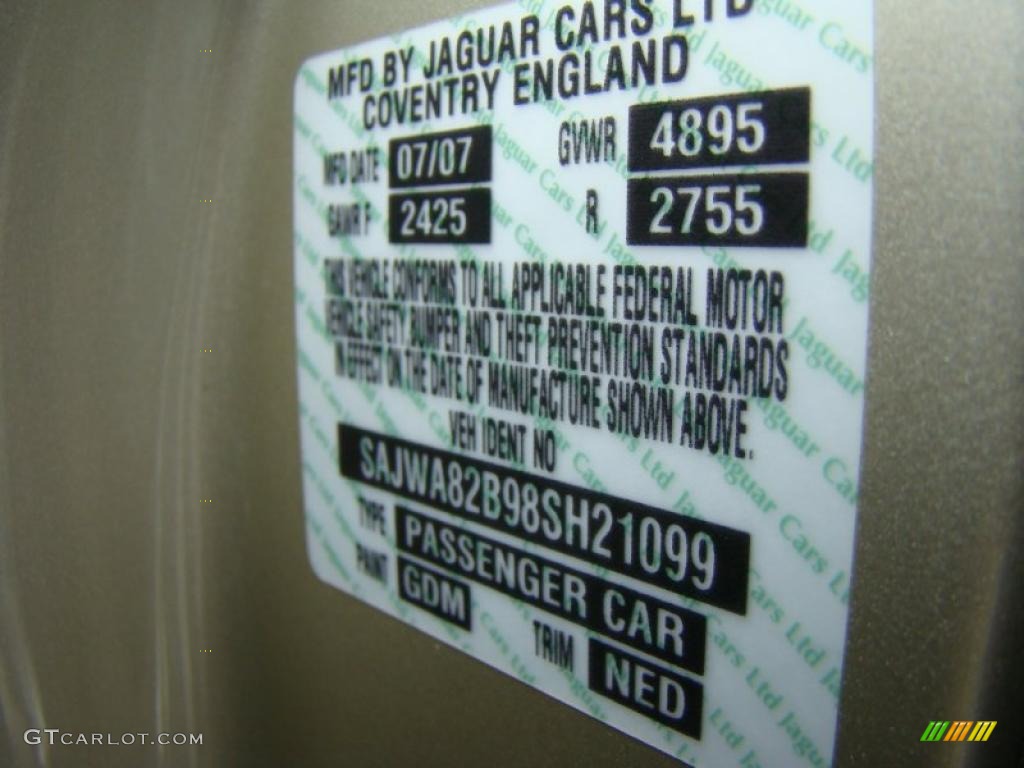 MFD BY JAGUAR CARS LTD
COVENTRY ENGLAND
MFD DATE 07/07 GVWR 4895
GAWR F 2425 R 2755
THIS VEHICLE CONFORMS TO ALL APPLICABLE FEDERAL MOTOR
VEHICLE SAFETY BUMPER AND THEFT PREVENTION STANDARDS
IN EFFECT ON THE DATE OF MANUFACTURE SHOWN ABOVE.
VEH IDENT NO
SAJWA82B98SH21099
TYPE PASSENGER CAR
PAINT GDM TRIM NED
GTCARLOT.COM